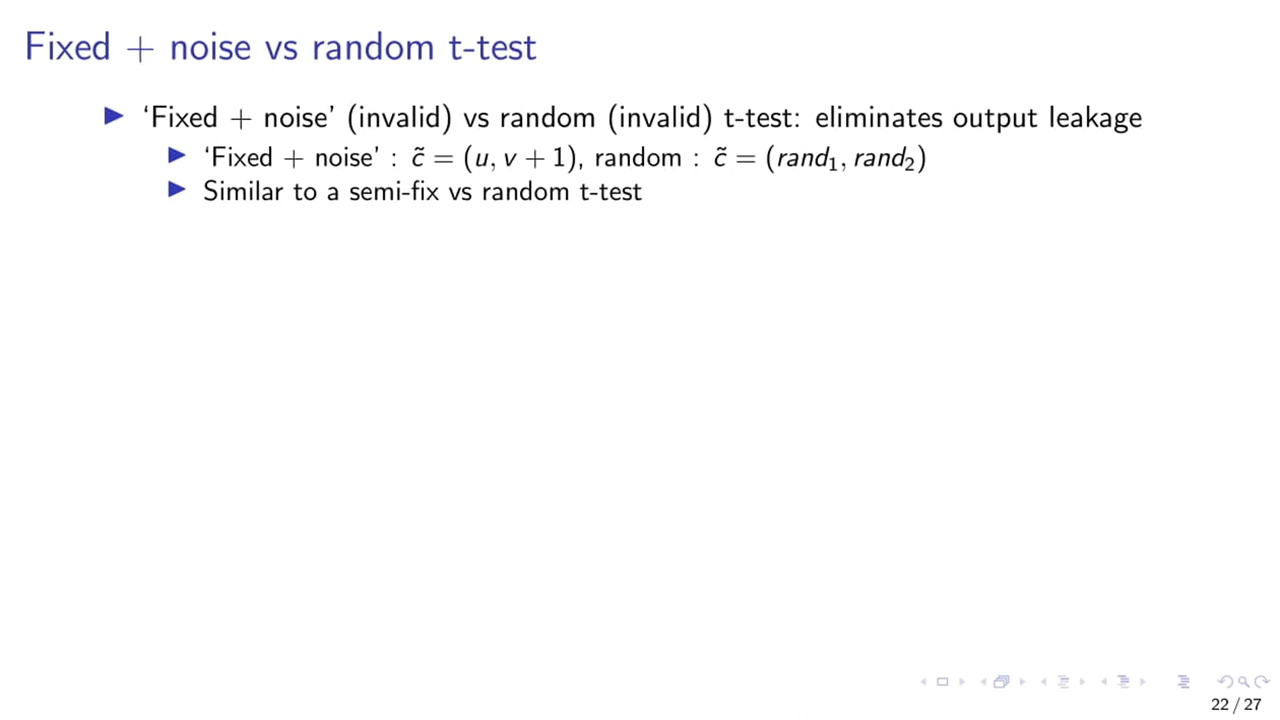 Fixed + noise vs random t-test
▶ ‘Fixed + noise’ (invalid) vs random (invalid) t-test: eliminates output leakage
▶ ‘Fixed + noise’ : c̃ = (u, v + 1), random : c̃ = (rand₁, rand₂)
▶ Similar to a semi-fix vs random t-test
22 / 27